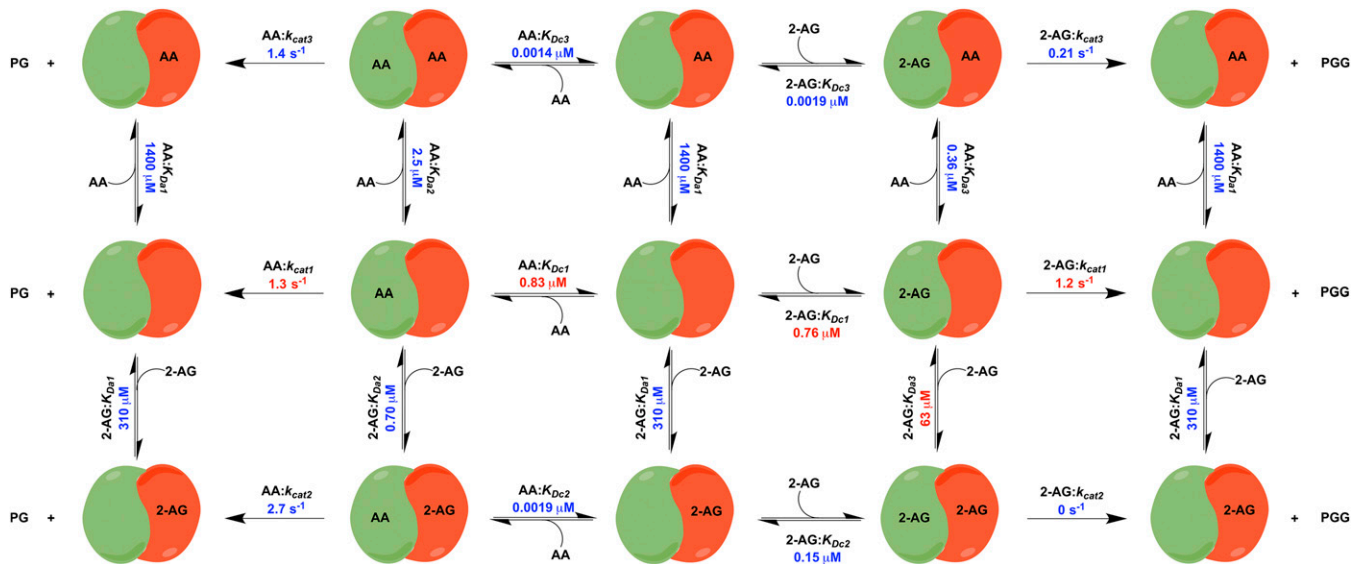 AA:kcat3
1.4 s-1
AA:KDc3
0.0014 μM
AA
2-AG
2-AG:KDc3
0.0019 μM
2-AG:kcat3
0.21 s-1
PG + AA
AA AA
AA
2-AG AA
AA + PGG
AA
AA:KDa1
1400 μM
AA
AA:KDa2
2.5 μM
AA
AA:KDa1
1400 μM
AA
AA:KDa3
0.36 μM
AA
AA:KDa1
1400 μM
AA:kcat1
1.3 s-1
AA:KDc1
0.83 μM
AA
2-AG
2-AG:KDc1
0.76 μM
2-AG:kcat1
1.2 s-1
PG +
AA
2-AG
+ PGG
2-AG:KDa1
310 μM
2-AG
2-AG:KDa2
0.70 μM
2-AG
2-AG:KDa1
310 μM
2-AG
2-AG:KDa3
63 μM
2-AG
2-AG:KDa1
310 μM
2-AG
AA:kcat2
2.7 s-1
AA:KDc2
0.0019 μM
AA
2-AG
2-AG:KDc2
0.15 μM
2-AG:kcat2
0 s-1
PG + 2-AG
AA 2-AG
2-AG
2-AG 2-AG
2-AG + PGG